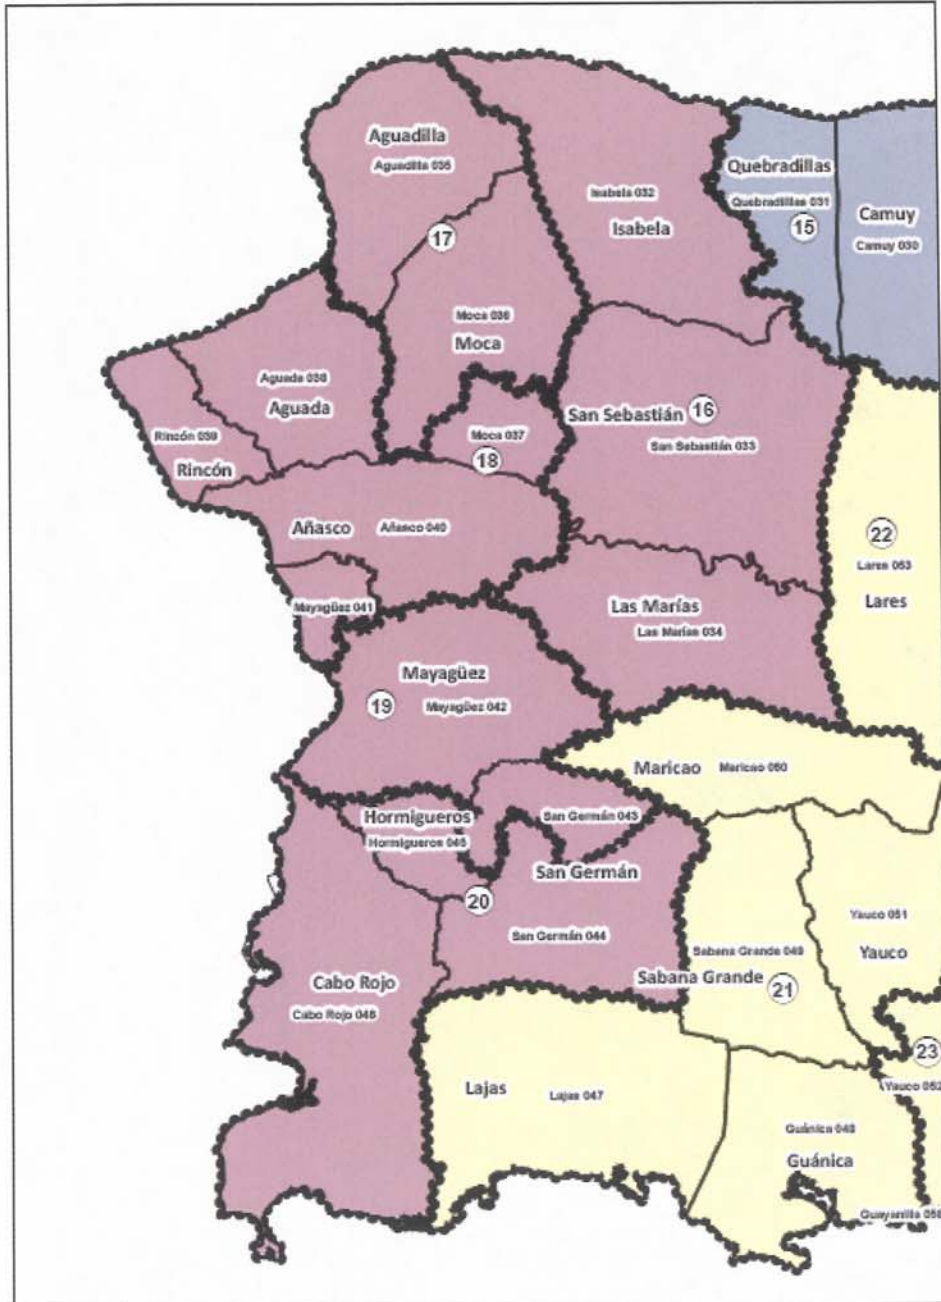 Aguadilla
Aguadilla 035
Isabela 032
Isabela
Quebradillas
Quebradillas 031
15
Camuy
Camuy 030
17
Moca 036
Moca
Aguada 038
Aguada
Rincón 039
Rincón
Moca 037
18
San Sebastián
16
San Sebastián 033
Añasco
Añasco 040
22
Lares 053
Lares
Mayagüez 041
Las Marías
Las Marías 034
Mayagüez
19
Mayagüez 042
Maricao
Maricao 050
Hormigueros
Hormigueros 045
San Germán 043
San Germán
20
San Germán 044
Yauco 051
Yauco
Sabana Grande 049
Sabana Grande
21
Cabo Rojo
Cabo Rojo 046
23
Yauco 052
Lajas
Lajas 047
Guánica 048
Guánica
Guayanilla